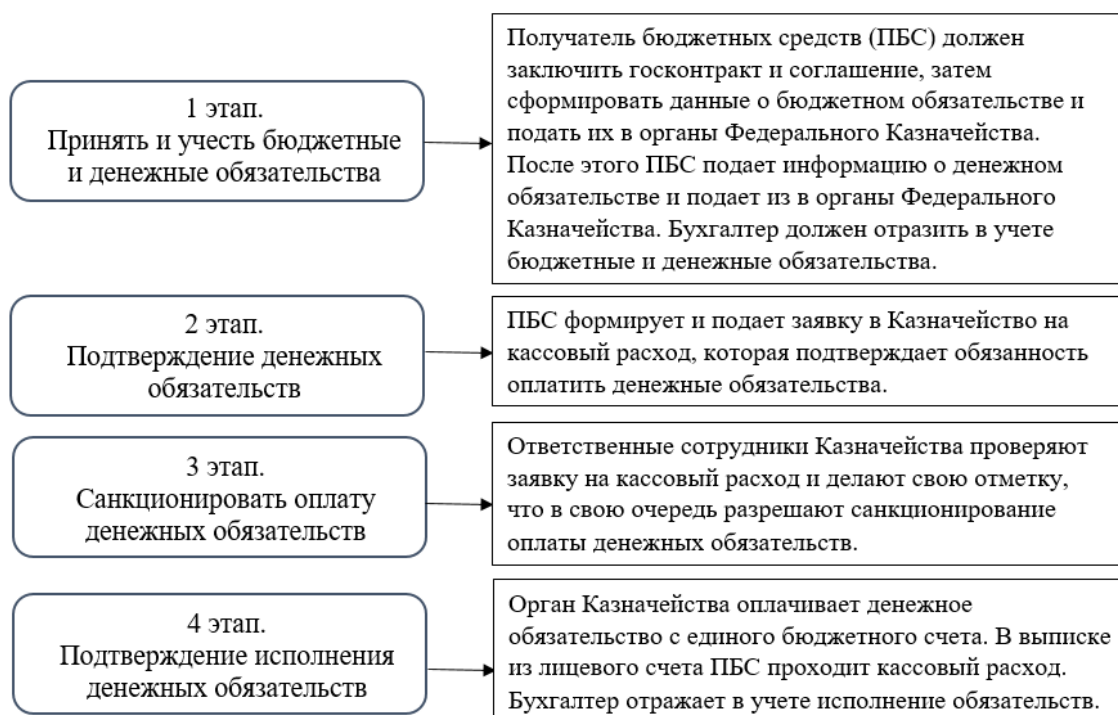 1 этап.
Принять и учесть бюджетные
и денежные обязательства
Получатель бюджетных средств (ПБС) должен
заключить госконтракт и соглашение, затем
сформировать данные о бюджетном обязательстве и
подать их в органы Федерального Казначейства.
После этого ПБС подает информацию о денежном
обязательстве и подает из в органы Федерального
Казначейства. Бухгалтер должен отразить в учете
бюджетные и денежные обязательства.
2 этап.
Подтверждение денежных
обязательств
ПБС формирует и подает заявку в Казначейство на
кассовый расход, которая подтверждает обязанность
оплатить денежные обязательства.
3 этап.
Санкционировать оплату
денежных обязательств
Ответственные сотрудники Казначейства проверяют
заявку на кассовый расход и делают свою отметку,
что в свою очередь разрешают санкционирование
оплаты денежных обязательств.
4 этап.
Подтверждение исполнения
денежных обязательств
Орган Казначейства оплачивает денежное
обязательство с единого бюджетного счета. В выписке
из лицевого счета ПБС проходит кассовый расход.
Бухгалтер отражает в учете исполнение обязательств.